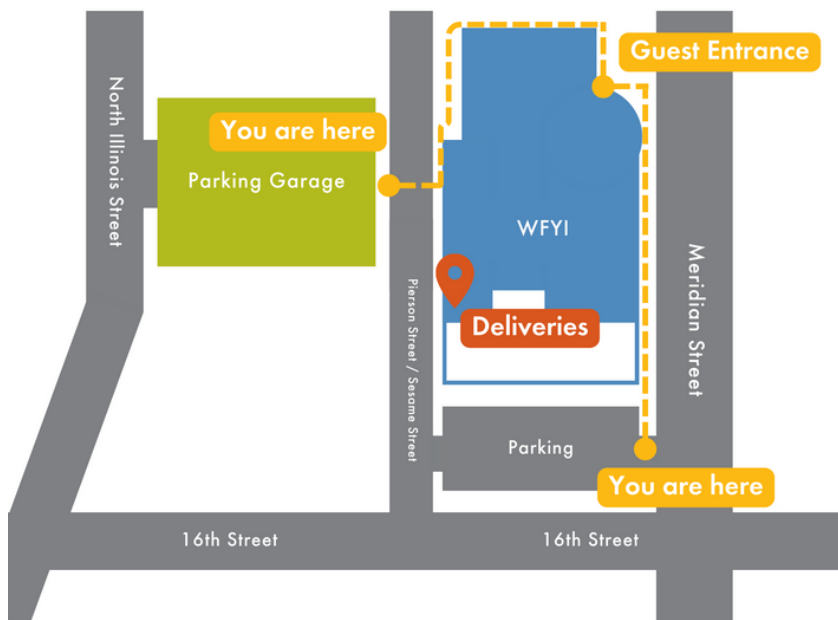 Guest Entrance
You are here
North Illinois Street
Parking Garage
WFYI
Pierson Street / Sesame Street
Meridian Street
Deliveries
Parking
You are here
16th Street
16th Street